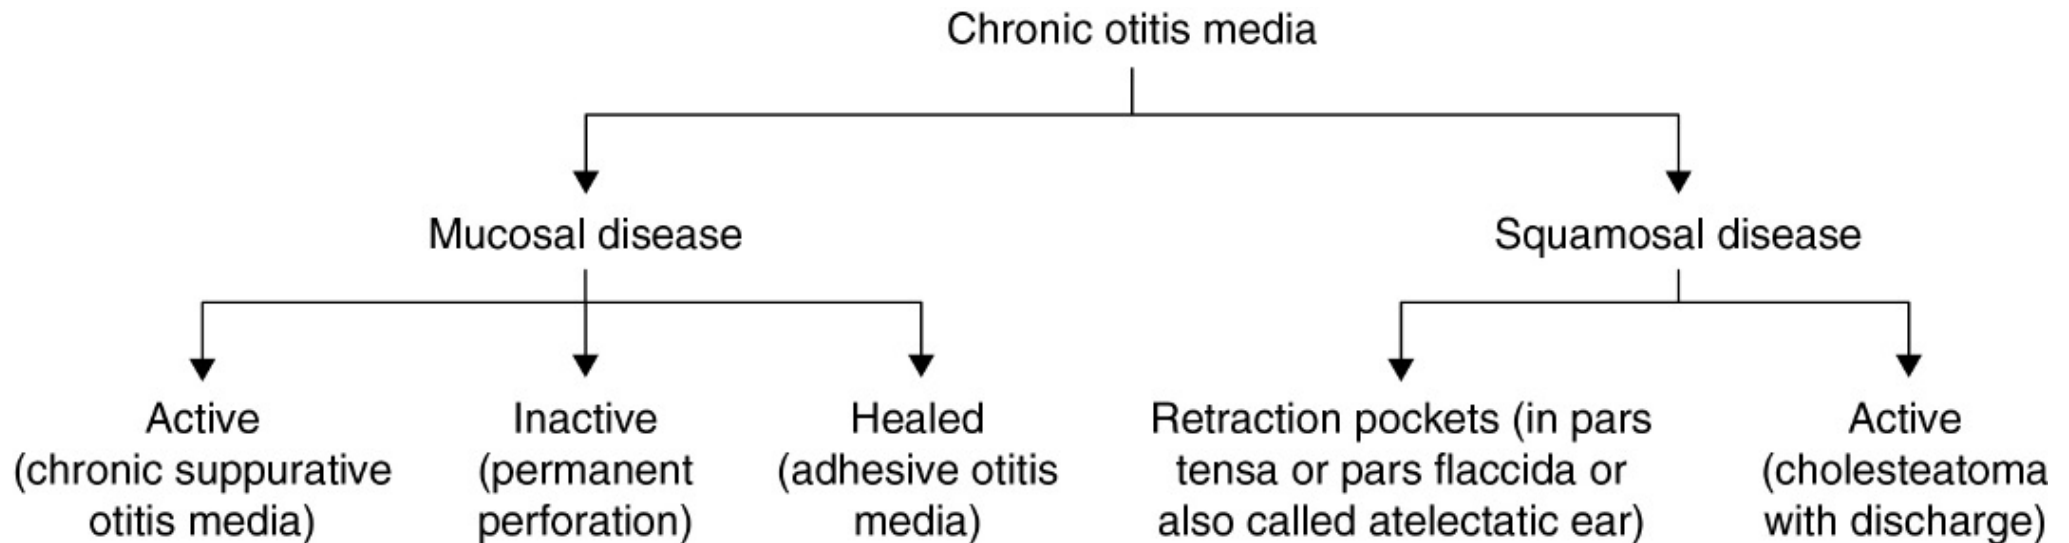 Chronic otitis media
Mucosal disease
Squamosal disease
Active
(chronic suppurative
otitis media)
Inactive
(permanent
perforation)
Healed
(adhesive otitis
media)
Retraction pockets (in pars
tensa or pars flaccida or
also called atelectatic ear)
Active
(cholesteatoma
with discharge)